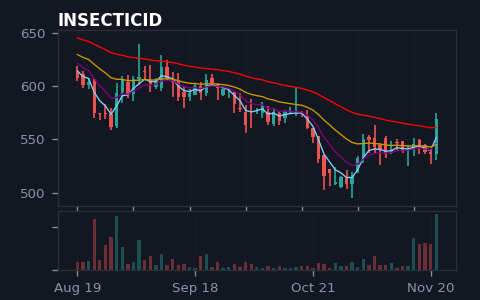 INSECTICID
650
600
550
500
Aug 19
Sep 18
Oct 21
Nov 20